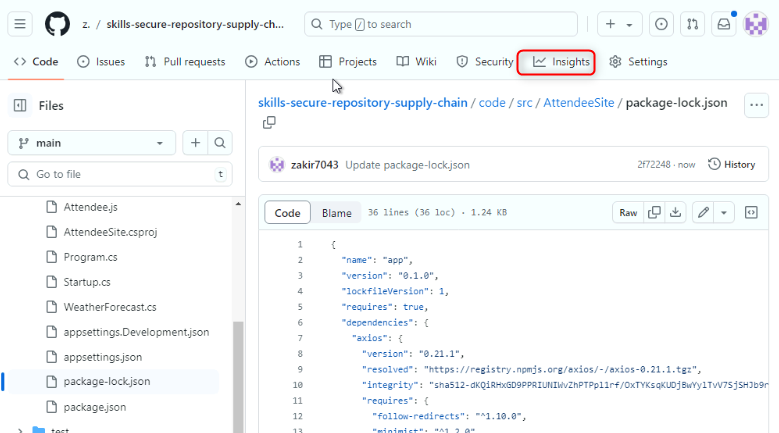 z. / skills-secure-repository-supply-ch... Type / to search
Code Issues Pull requests Actions Projects Wiki Security Insights Settings
Files
main
Go to file t
Attendee.js
AttendeeSite.csproj
Program.cs
Startup.cs
WeatherForecast.cs
appsettings.Development.json
appsettings.json
package-lock.json
package.json
test
skills-secure-repository-supply-chain / code / src / AttendeeSite / package-lock.json
zakir7043 Update package-lock.json 2f72248 · now History
Code Blame 36 lines (36 loc) · 1.24 KB Raw
1 {
2 "name": "app",
3 "version": "0.1.0",
4 "lockfileVersion": 1,
5 "requires": true,
6 "dependencies": {
7 "axios": {
8 "version": "0.21.1",
9 "resolved": "https://registry.npmjs.org/axios/-/axios-0.21.1.tgz",
10 "integrity":
11 "requires": {
12 "follow-redirects": "^1.10.0",
13 "minimist": "^1.2.0"